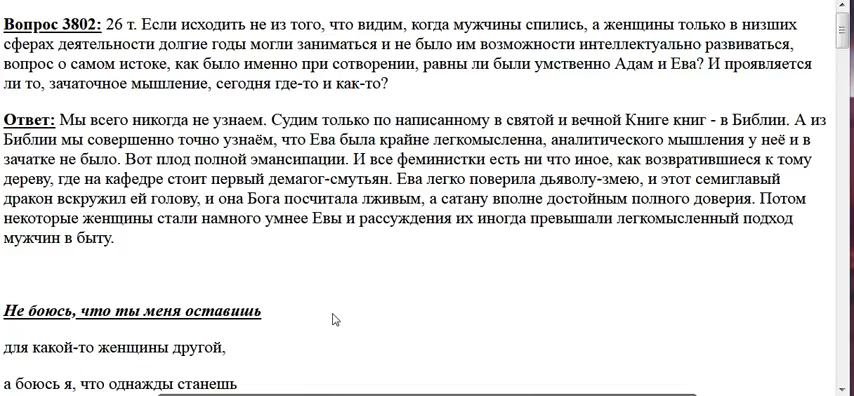 Вопрос 3802: 26 т. Если исходить не из того, что видим, когда мужчины спились, а женщины только в низших
сферах деятельности долгие годы могли заниматься и не было им возможности интеллектуально развиваться,
вопрос о самом истоке, как было именно при сотворении, равны ли были умственно Адам и Ева? И проявляется
ли то, зачаточное мышление, сегодня где-то и как-то?
Ответ: Мы всего никогда не узнаем. Судим только по написанному в святой и вечной Книге книг - в Библии. А из
Библии мы совершенно точно узнаём, что Ева была крайне легкомысленна, аналитического мышления у неё и в
зачатке не было. Вот плод полной эмансипации. И все феминистки есть ни что иное, как возвратившиеся к тому
дереву, где на кафедре стоит первый демагог-смутьян. Ева легко поверила дьяволу-змею, и этот семиглавый
дракон вскружил ей голову, и она Бога посчитала лживым, а сатану вполне достойным полного доверия. Потом
некоторые женщины стали намного умнее Евы и рассуждения их иногда превышали легкомысленный подход
мужчин в быту.
Не боюсь, что ты меня оставишь
для какой-то женщины другой,
а боюсь я, что однажды станешь